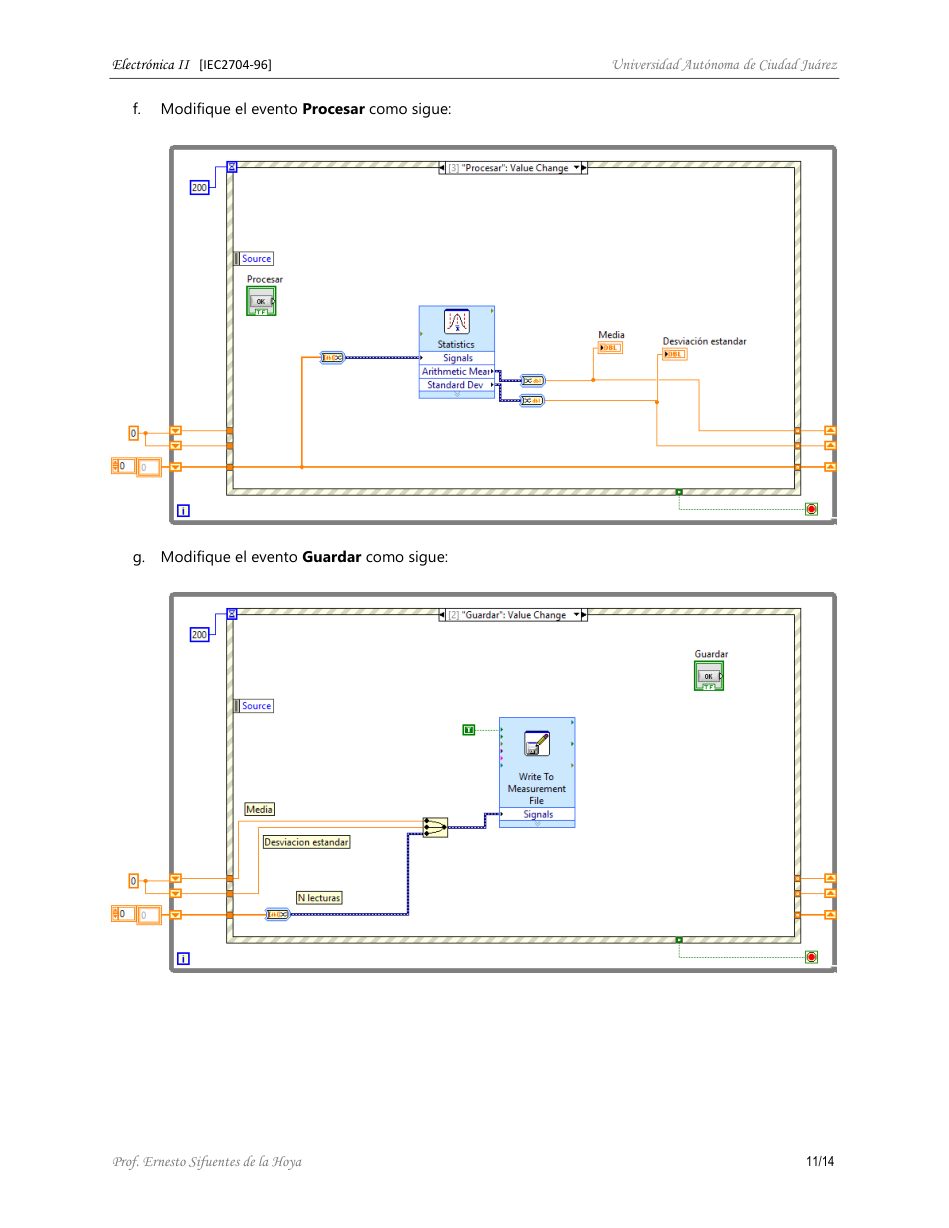 Electrónica II [IEC2704-96] Universidad Autónoma de Ciudad Juárez
f. Modifique el evento Procesar como sigue:
[3] "Procesar": Value Change
200
Source
Procesar
OK
TF
Statistics
Signals
Arithmetic Mean
Standard Dev
Media
DBL
Desviación estandar
DBL
0
0 0
i
g. Modifique el evento Guardar como sigue:
[2] "Guardar": Value Change
200
Guardar
OK
TF
Source
T
Write To
Measurement
File
Signals
Media
Desviacion estandar
0
N lecturas
0 0
i
Prof. Ernesto Sifuentes de la Hoya 11/14